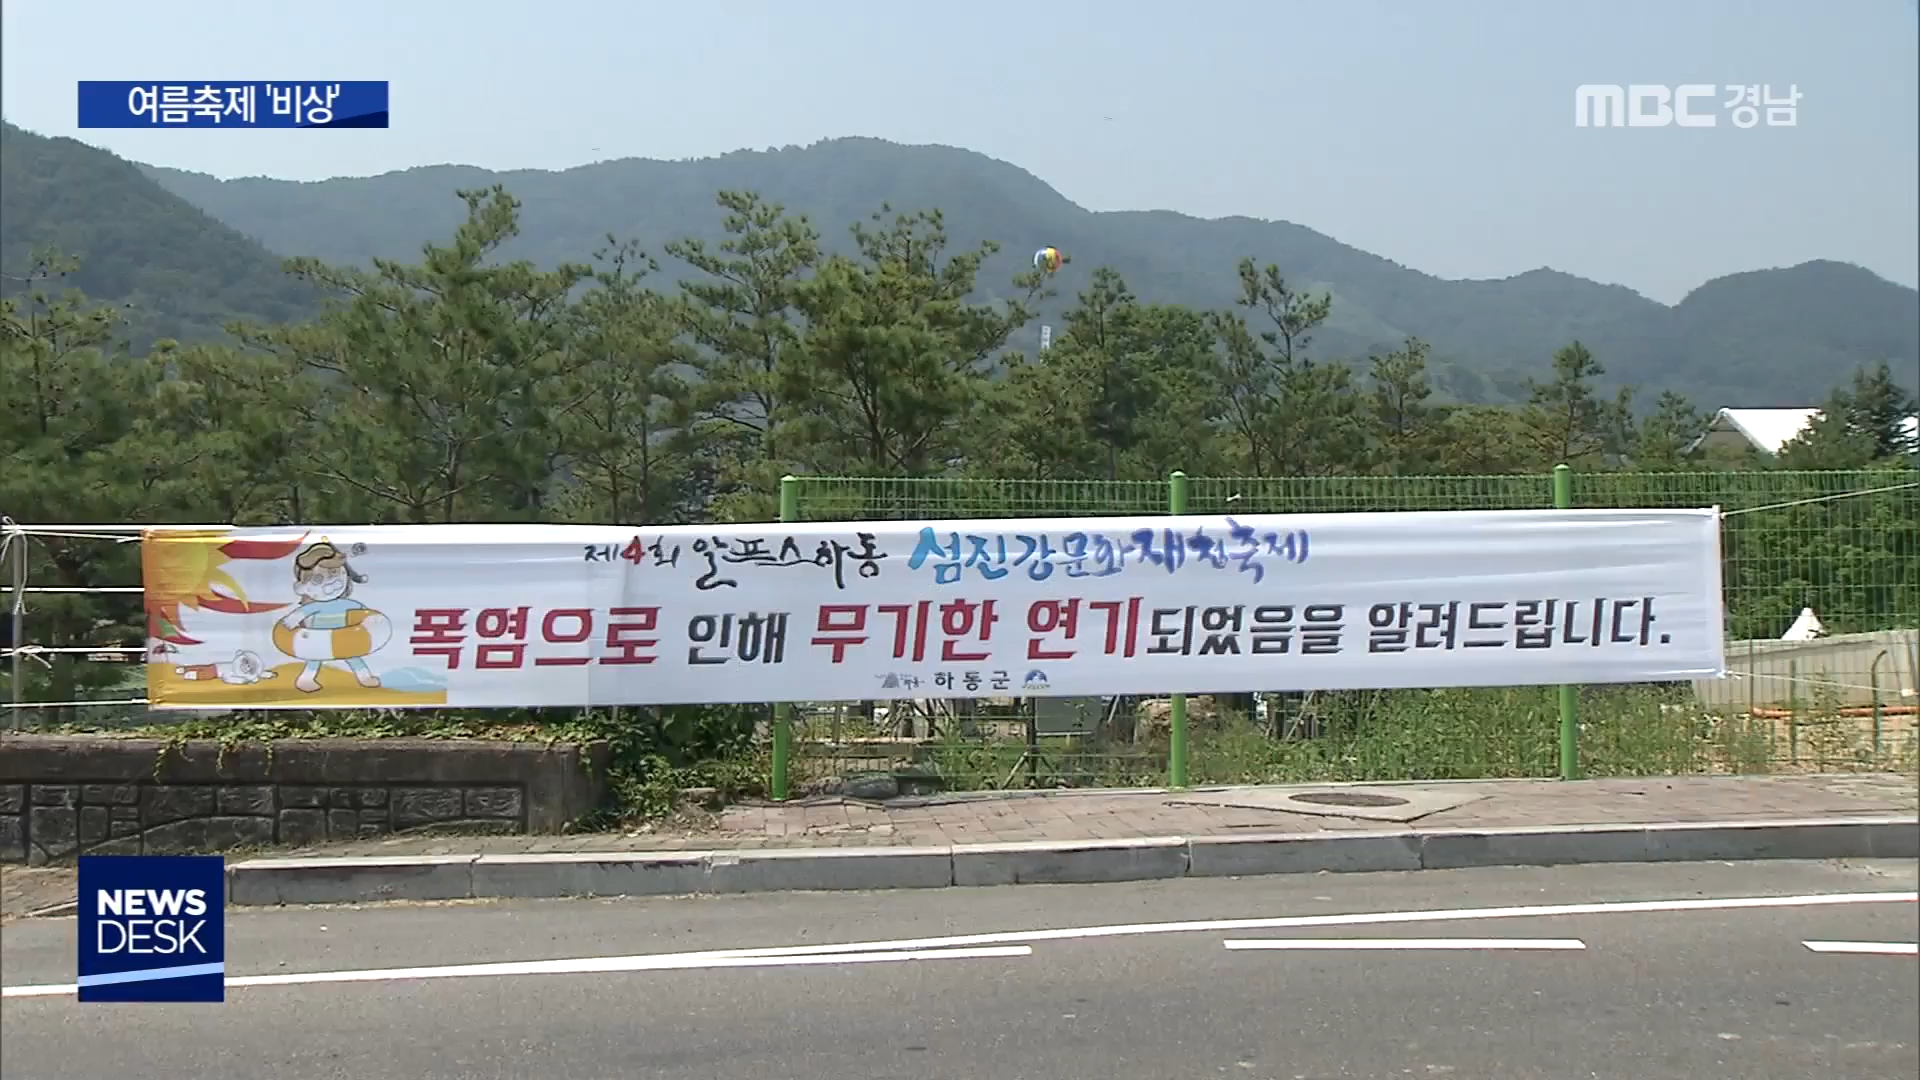 여름축제 '비상'
MBC경남
제4회 알프스하동 섬진강문화재첩축제
폭염으로 인해 무기한 연기되었음을 알려드립니다.
하동군
NEWS
DESK